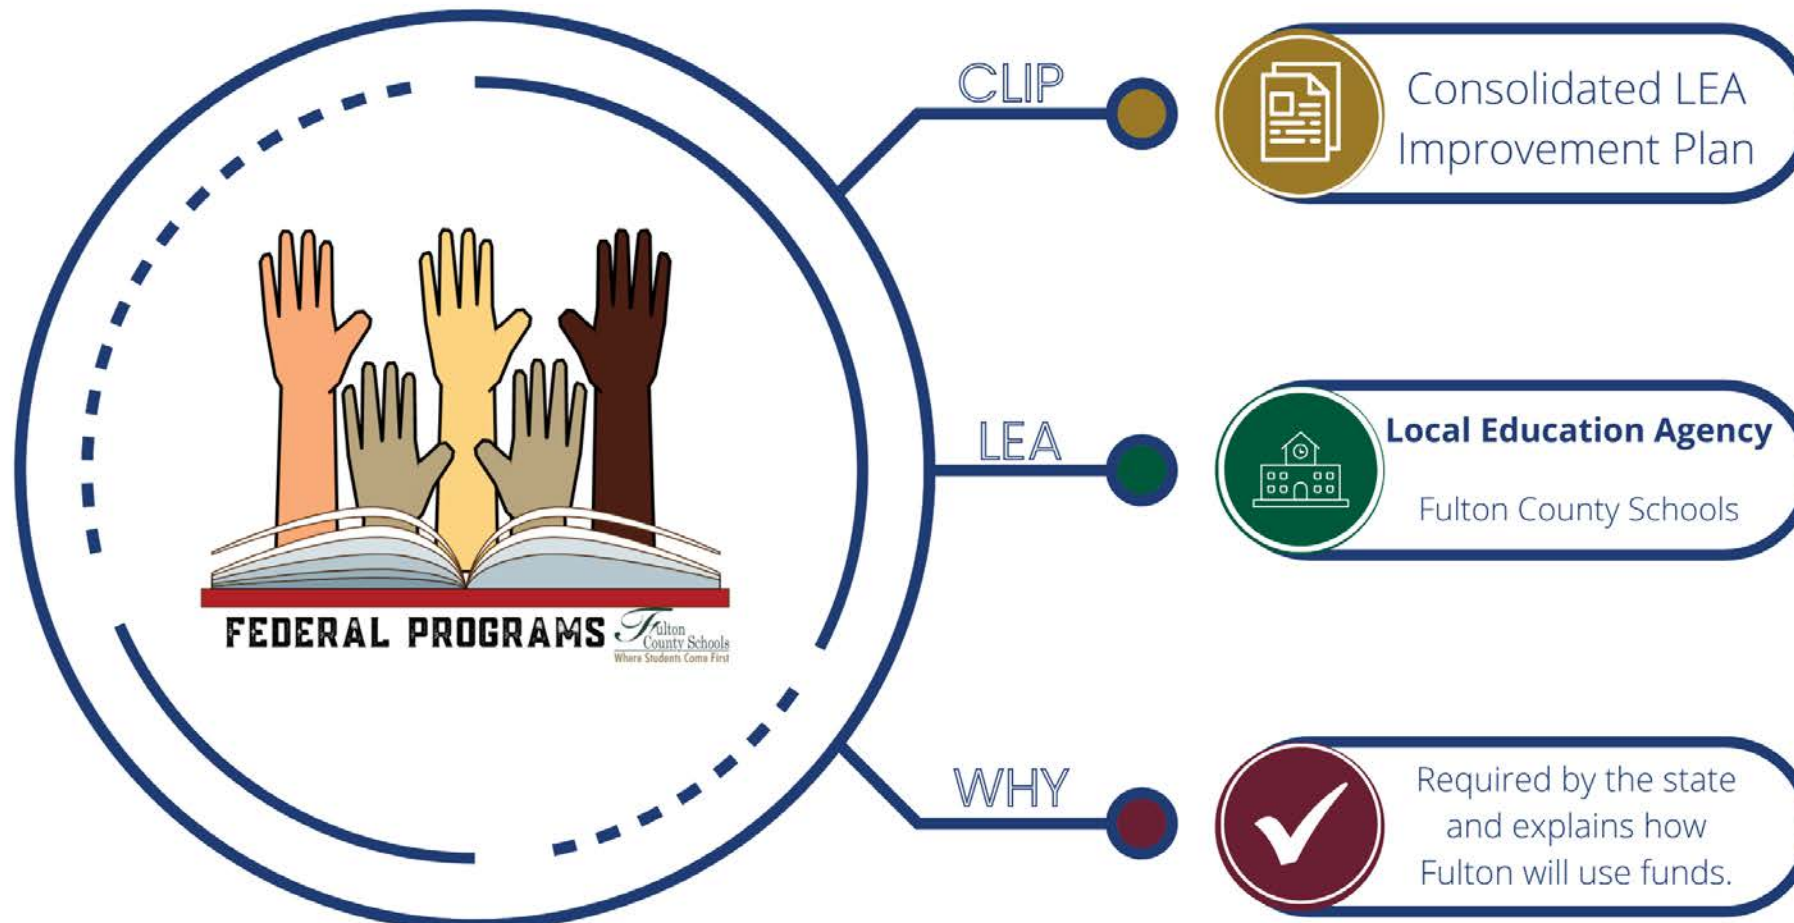 CLIP
Consolidated LEA
Improvement Plan
LEA
Local Education Agency
Fulton County Schools
WHY
Required by the state
and explains how
Fulton will use funds.
FEDERAL PROGRAMS
Fulton
County Schools
Where Students Come First